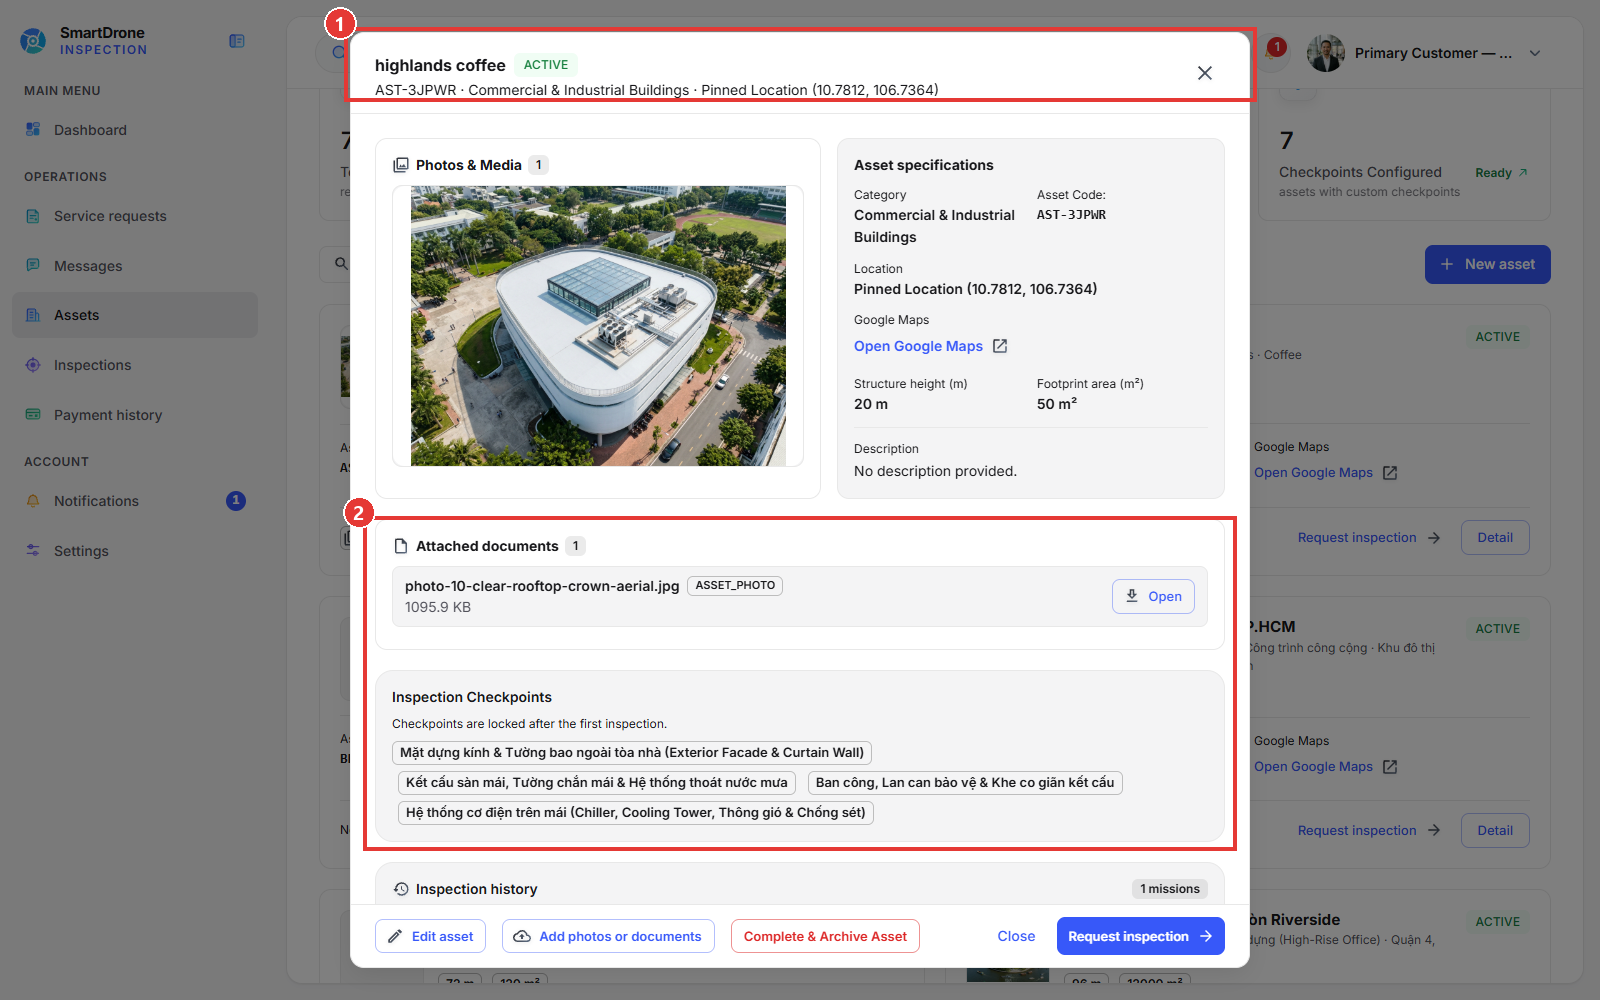 SmartDrone
INSPECTION
MAIN MENU
Dashboard
OPERATIONS
Service requests
Messages
Assets
Inspections
Payment history
ACCOUNT
Notifications
1
Settings
1
Primary Customer — ...
1
highlands coffee
ACTIVE
AST-3JPWR · Commercial & Industrial Buildings · Pinned Location (10.7812, 106.7364)
7
Checkpoints Configured
Ready
assets with custom checkpoints
New asset
Photos & Media 1
Asset specifications
Category
Commercial & Industrial Buildings
Asset Code:
AST-3JPWR
Location
Pinned Location (10.7812, 106.7364)
Google Maps
Open Google Maps
Structure height (m)
20 m
Footprint area (m²)
50 m²
Description
No description provided.
2
Attached documents 1
photo-10-clear-rooftop-crown-aerial.jpg
ASSET_PHOTO
1095.9 KB
Open
Inspection Checkpoints
Checkpoints are locked after the first inspection.
Mặt dựng kính & Tường bao ngoài tòa nhà (Exterior Facade & Curtain Wall)
Kết cấu sàn mái, Tường chắn mái & Hệ thống thoát nước mưa
Ban công, Lan can bảo vệ & Khe co giãn kết cấu
Hệ thống cơ điện trên mái (Chiller, Cooling Tower, Thông gió & Chống sét)
Inspection history
1 missions
Edit asset
Add photos or documents
Complete & Archive Asset
Close
Request inspection
ACTIVE
· Coffee
Google Maps
Open Google Maps
Request inspection
Detail
P.HCM
ACTIVE
Công trình công cộng · Khu đô thị
Google Maps
Open Google Maps
Request inspection
Detail
òn Riverside
ACTIVE
dựng (High-Rise Office) · Quận 4,